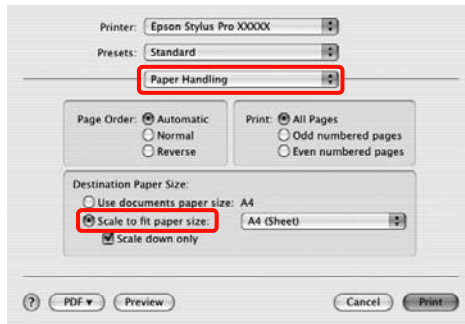 Printer: Epson Stylus Pro XXXXX
Presets: Standard
Paper Handling
Page Order: Automatic Print: All Pages
Normal Odd numbered pages
Reverse Even numbered pages
Destination Paper Size:
Use documents paper size: A4
Scale to fit paper size: A4 (Sheet)
Scale down only
? PDF ▼ Preview Cancel Print